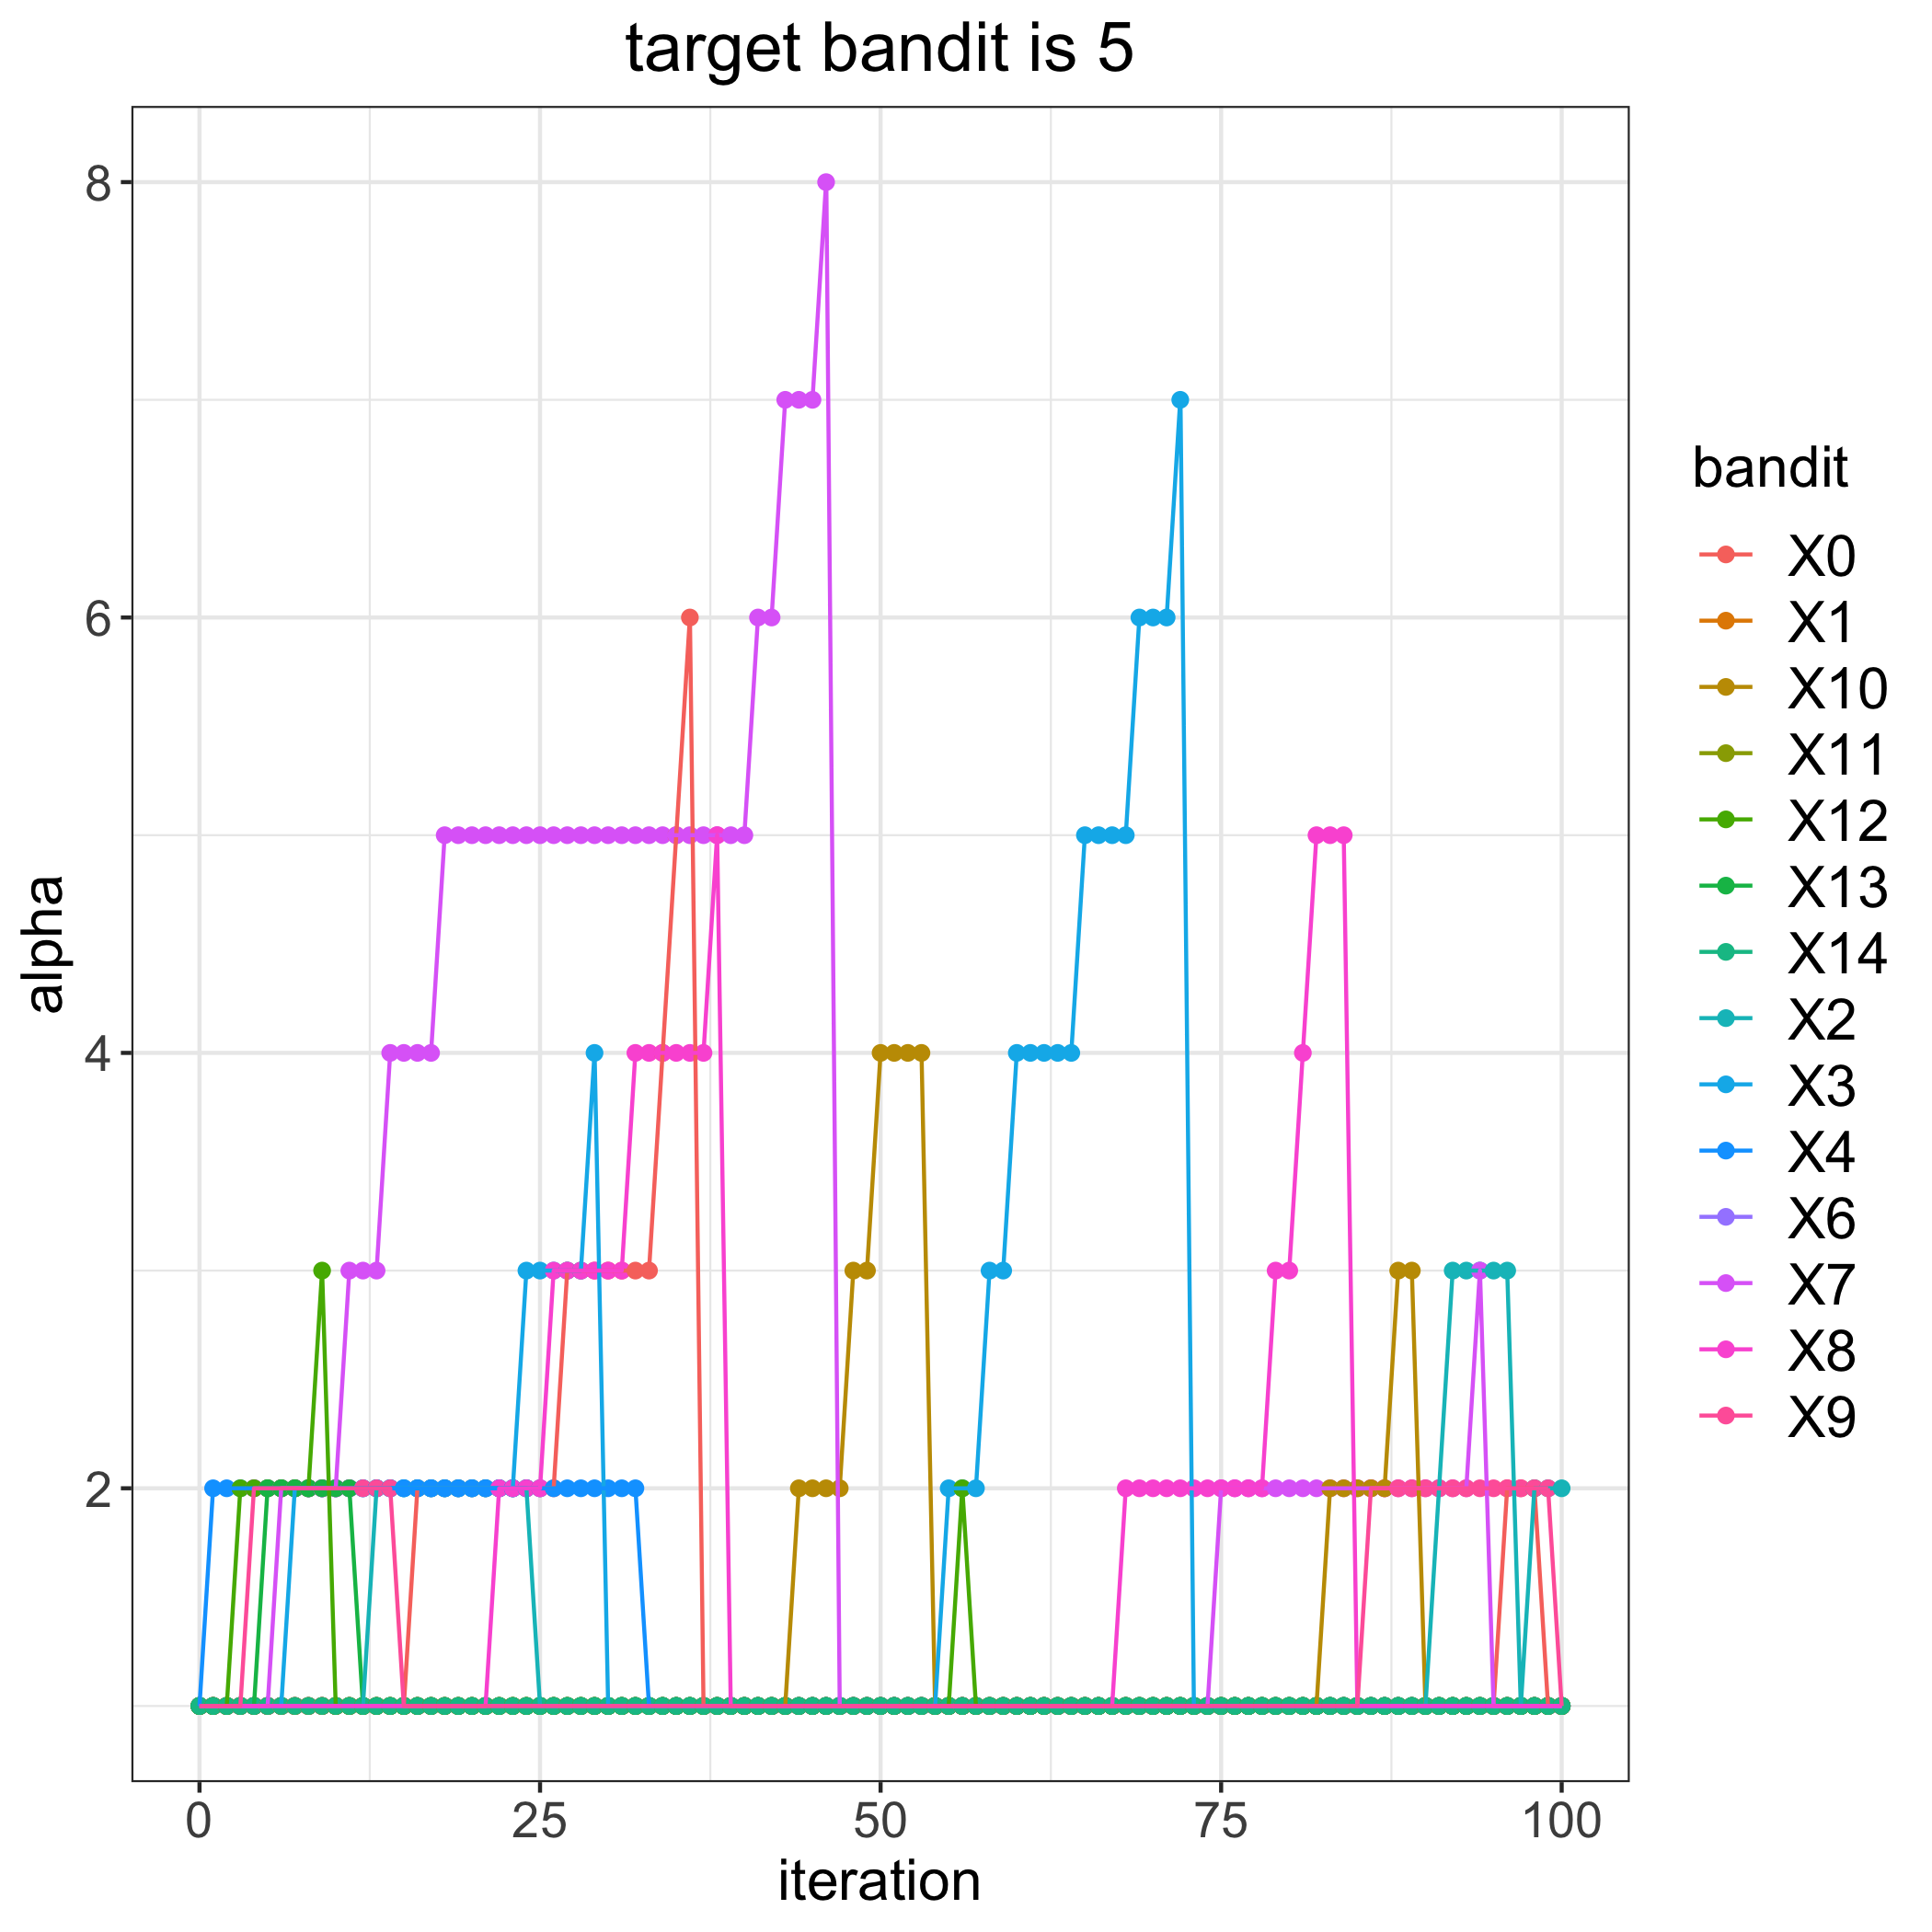 target bandit is 5
8
6
4
2
alpha
0 25 50 75 100
iteration
bandit
X0
X1
X10
X11
X12
X13
X14
X2
X3
X4
X6
X7
X8
X9